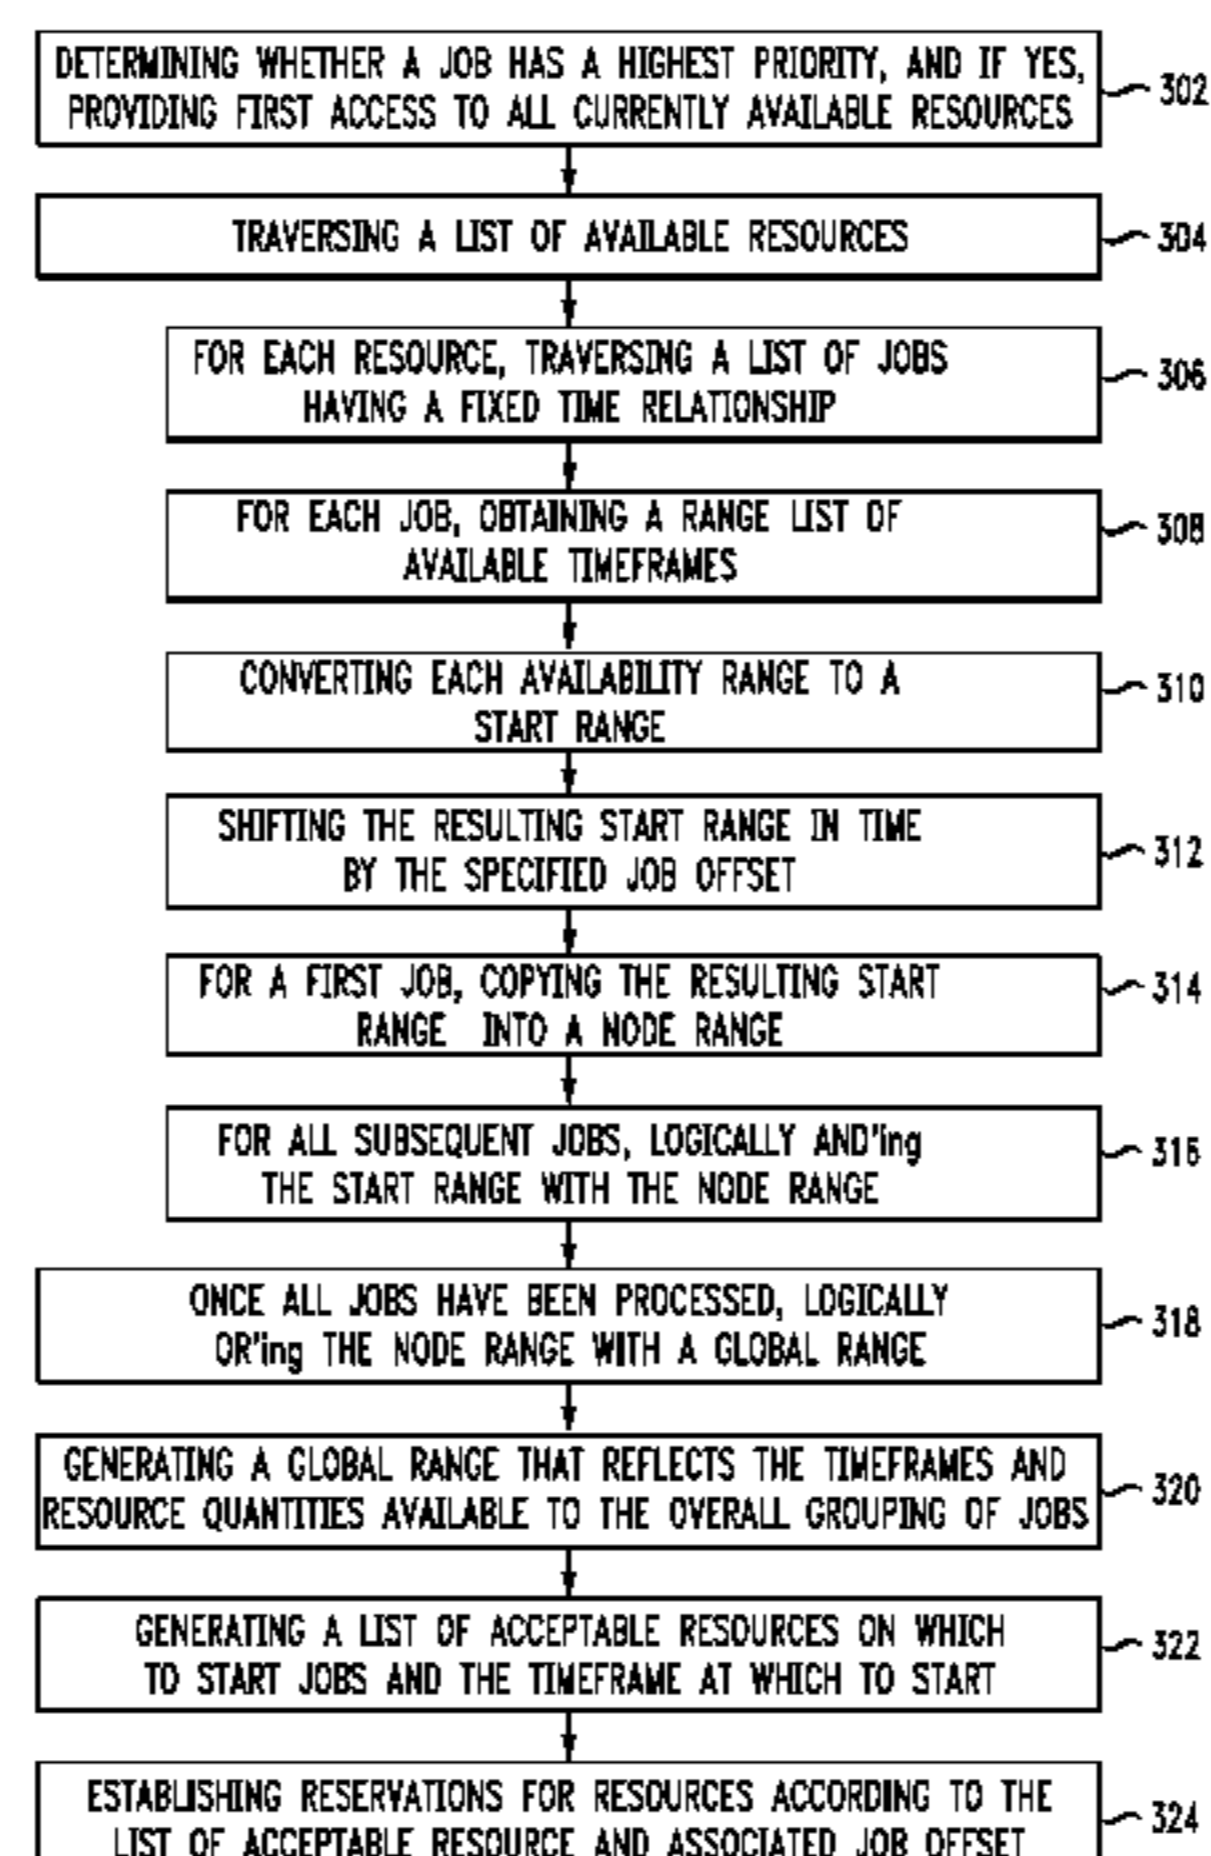 DETERMINING WHETHER A JOB HAS A HIGHEST PRIORITY, AND IF YES,
PROVIDING FIRST ACCESS TO ALL CURRENTLY AVAILABLE RESOURCES
302
TRAVERSING A LIST OF AVAILABLE RESOURCES
304
FOR EACH RESOURCE, TRAVERSING A LIST OF JOBS
HAVING A FIXED TIME RELATIONSHIP
306
FOR EACH JOB, OBTAINING A RANGE LIST OF
AVAILABLE TIMEFRAMES
308
CONVERTING EACH AVAILABILITY RANGE TO A
START RANGE
310
SHIFTING THE RESULTING START RANGE IN TIME
BY THE SPECIFIED JOB OFFSET
312
FOR A FIRST JOB, COPYING THE RESULTING START
RANGE INTO A NODE RANGE
314
FOR ALL SUBSEQUENT JOBS, LOGICALLY AND'ing
THE START RANGE WITH THE NODE RANGE
316
ONCE ALL JOBS HAVE BEEN PROCESSED, LOGICALLY
OR'ing THE NODE RANGE WITH A GLOBAL RANGE
318
GENERATING A GLOBAL RANGE THAT REFLECTS THE TIMEFRAMES AND
RESOURCE QUANTITIES AVAILABLE TO THE OVERALL GROUPING OF JOBS
320
GENERATING A LIST OF ACCEPTABLE RESOURCES ON WHICH
TO START JOBS AND THE TIMEFRAME AT WHICH TO START
322
ESTABLISHING RESERVATIONS FOR RESOURCES ACCORDING TO THE
LIST OF ACCEPTABLE RESOURCE AND ASSOCIATED JOB OFFSET
324